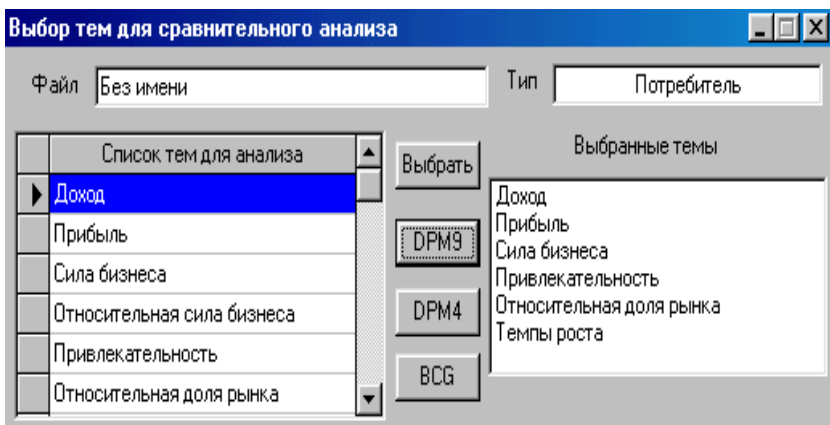 Выбор тем для сравнительного анализа
Файл Без имени Тип Потребитель
Список тем для анализа
Доход
Прибыль
Сила бизнеса
Относительная сила бизнеса
Привлекательность
Относительная доля рынка
Выбрать
DPM9
DPM4
BCG
Выбранные темы
Доход
Прибыль
Сила бизнеса
Привлекательность
Относительная доля рынка
Темпы роста